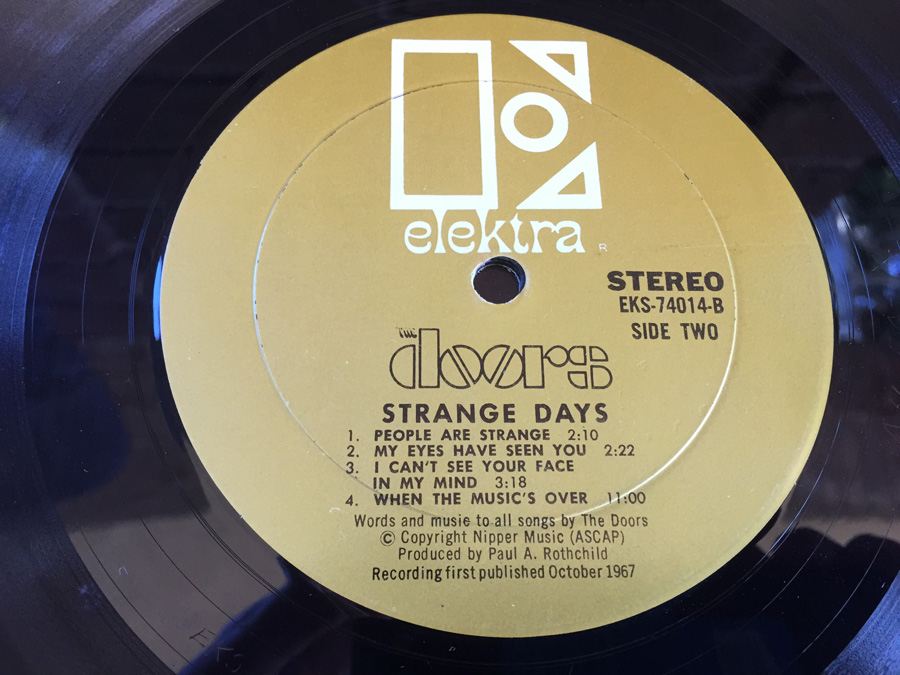 elektra R
STEREO
EKS-74014-B
SIDE TWO
THE
doors
STRANGE DAYS
1. PEOPLE ARE STRANGE 2:10
2. MY EYES HAVE SEEN YOU 2:22
3. I CAN'T SEE YOUR FACE
IN MY MIND 3:18
4. WHEN THE MUSIC'S OVER 11:00
Words and music to all songs by The Doors
© Copyright Nipper Music (ASCAP)
Produced by Paul A. Rothchild
Recording first published October 1967